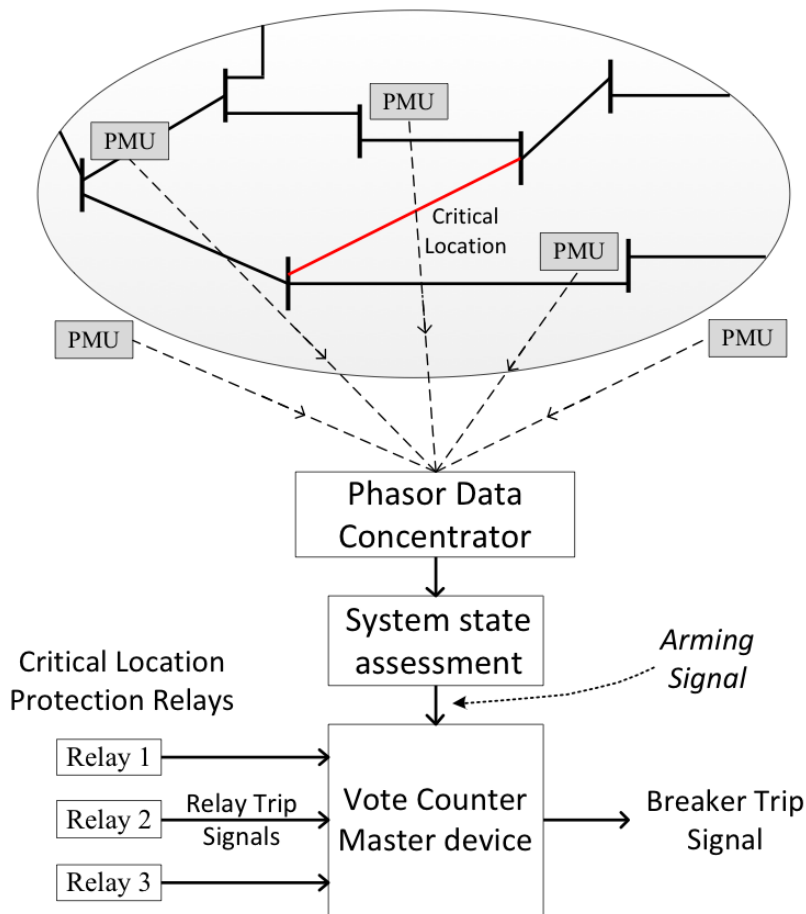 PMU
PMU
Critical
Location
PMU
PMU
PMU
Phasor Data
Concentrator
System state
assessment
Arming
Signal
Critical Location
Protection Relays
Relay 1
Relay 2
Relay 3
Relay Trip
Signals
Vote Counter
Master device
Breaker Trip
Signal